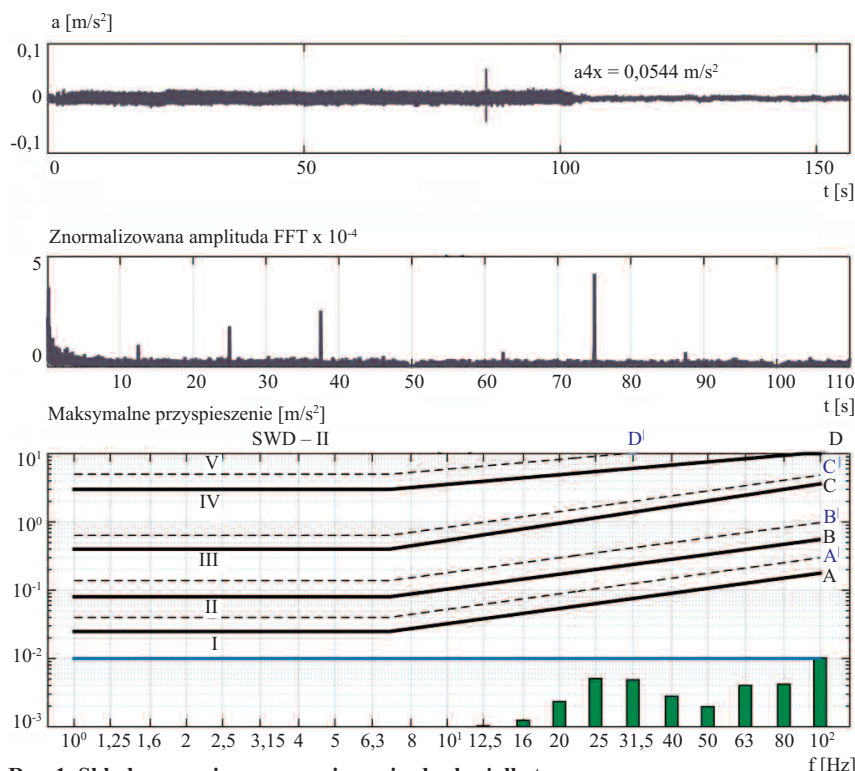 a [m/s²]
0,1
a4x = 0,0544 m/s²
0
-0,1
0 50 100 150
t [s]
Znormalizowana amplituda FFT x 10⁻⁴
5
0
10 20 30 40 50 60 70 80 90 100 110
t [s]
Maksymalne przyspieszenie [m/s²]
SWD – II D| D
10¹ V C|
IV C
10⁰ B|
III B
10⁻¹ A|
II A
I
10⁻²
10⁻³
10⁰ 1,25 1,6 2 2,5 3,15 4 5 6,3 8 10¹ 12,5 16 20 25 31,5 40 50 63 80 10²
f [Hz]